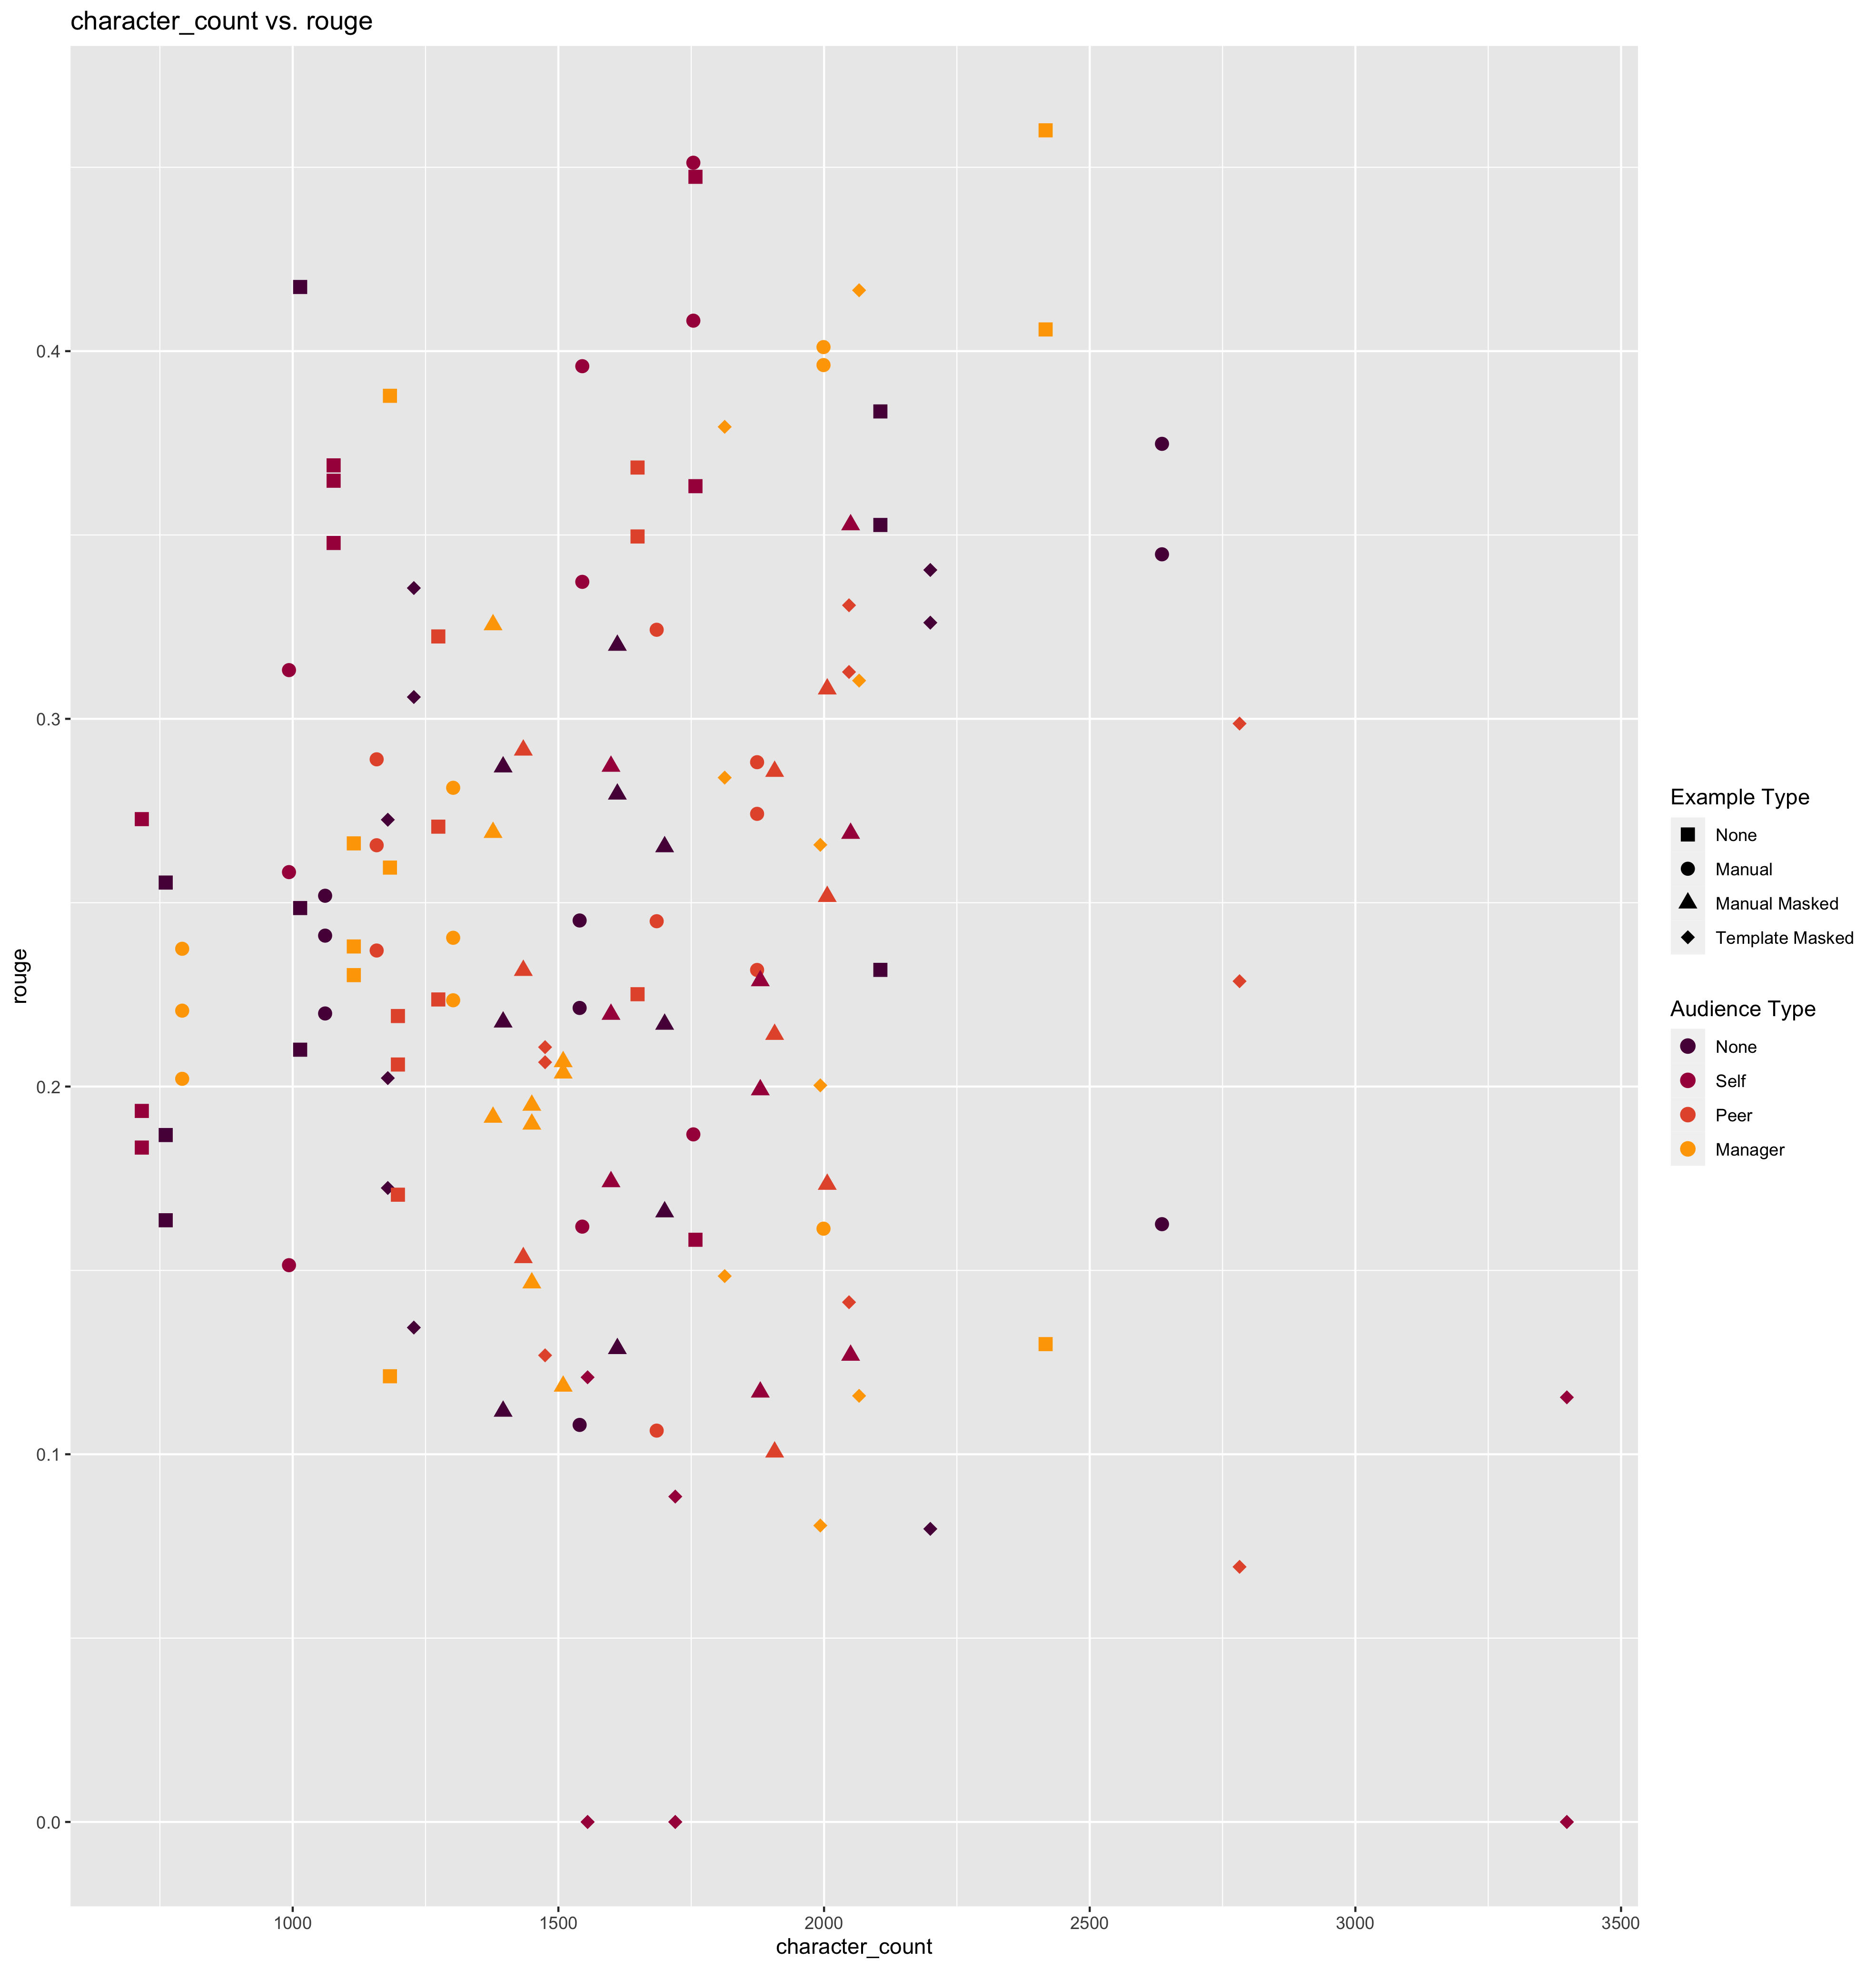 character_count vs. rouge
rouge
0.4
0.3
0.2
0.1
0.0
1000 1500 2000 2500 3000 3500
character_count
Example Type
None
Manual
Manual Masked
Template Masked
Audience Type
None
Self
Peer
Manager